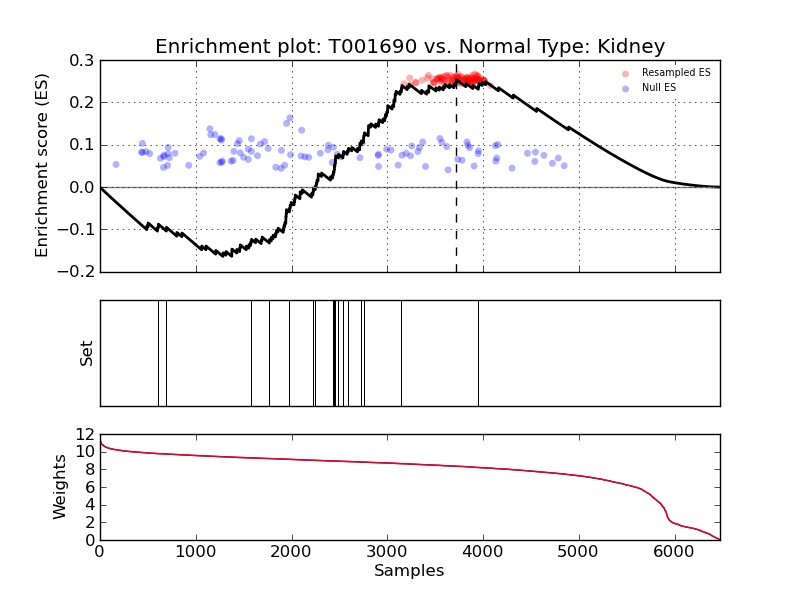 Enrichment plot: T001690 vs. Normal Type: Kidney
Enrichment score (ES)
0.3
0.2
0.1
0.0
−0.1
−0.2
Resampled ES
Null ES
Set
Weights
12
10
8
6
4
2
0
0 1000 2000 3000 4000 5000 6000
Samples